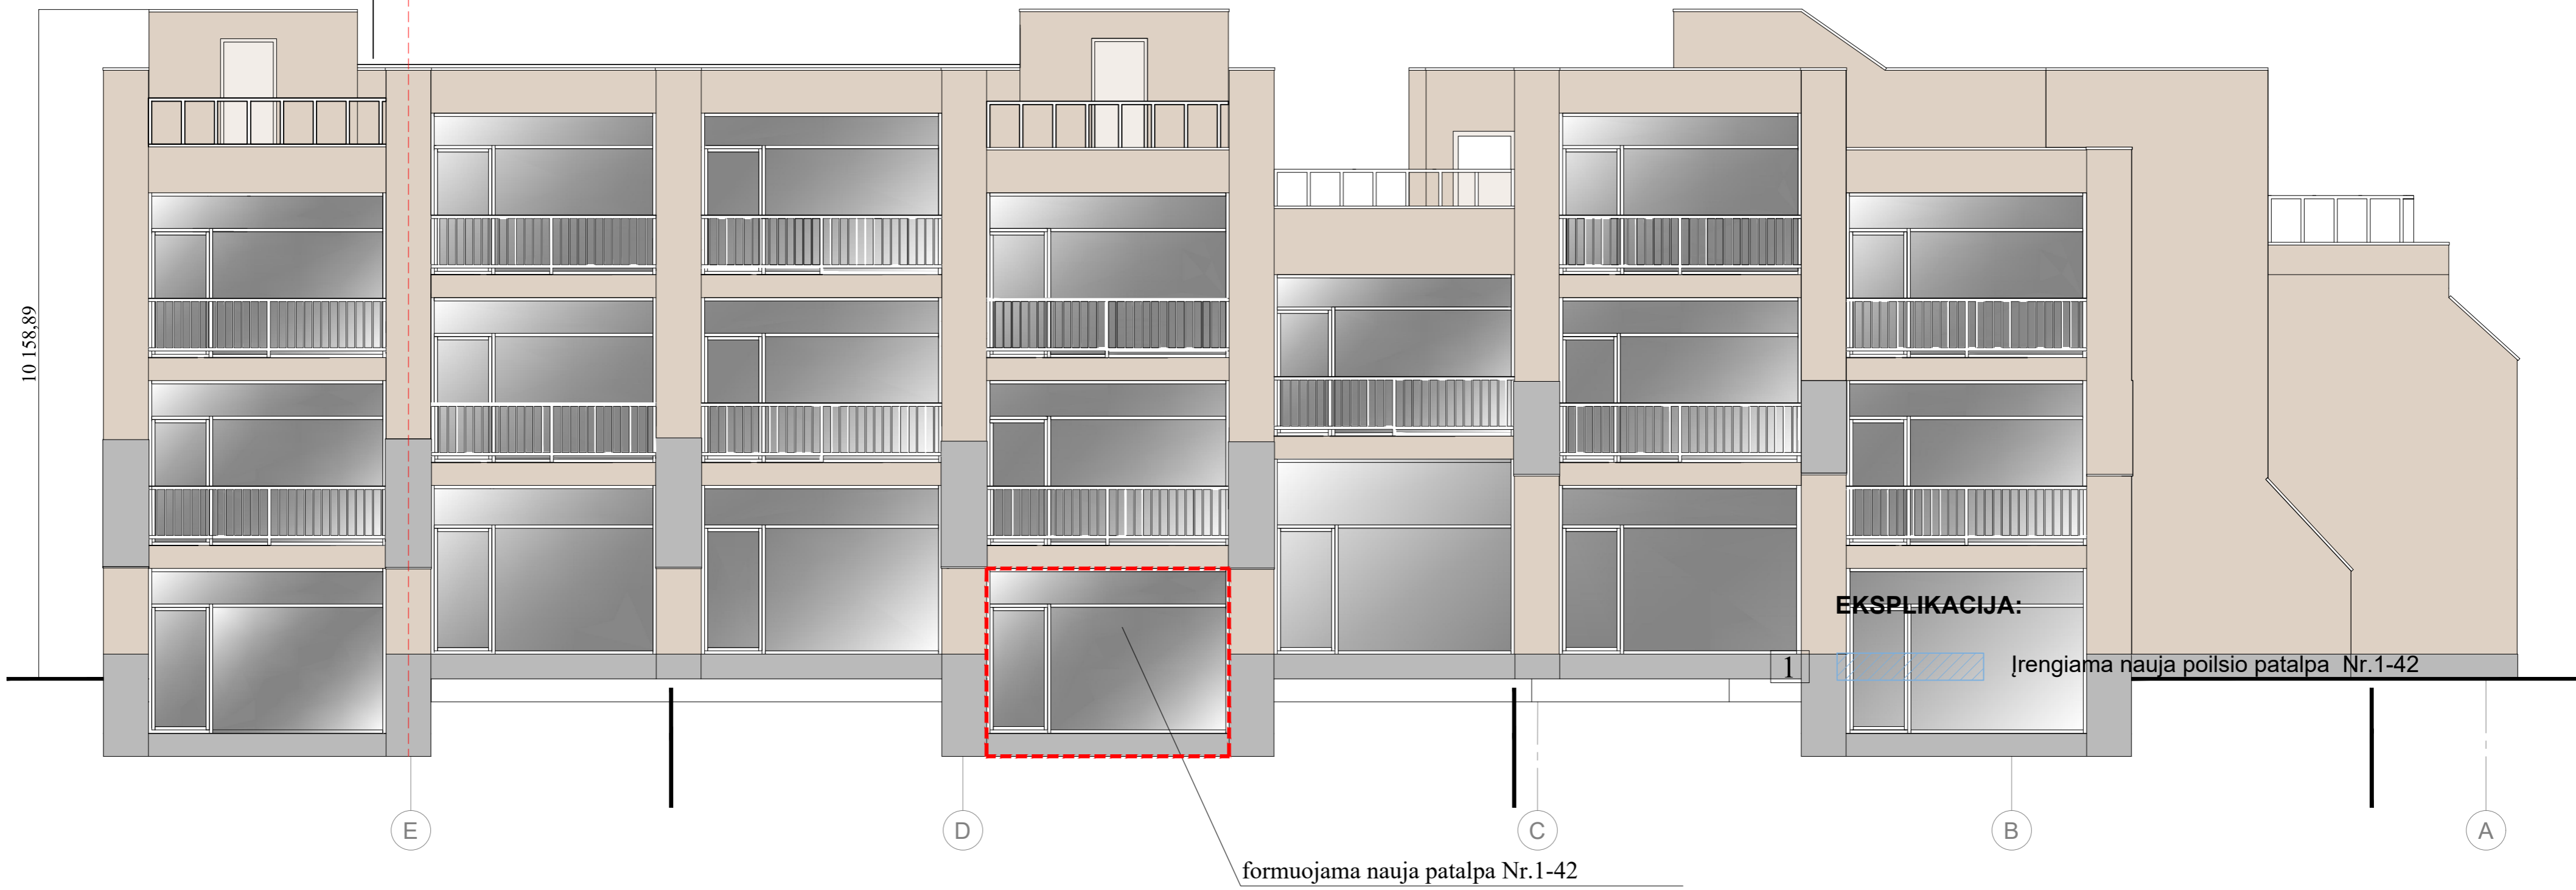 10 158,89
EKSPLIKACIJA:
1 Įrengiama nauja poilsio patalpa Nr.1-42
E D C B A
formuojama nauja patalpa Nr.1-42